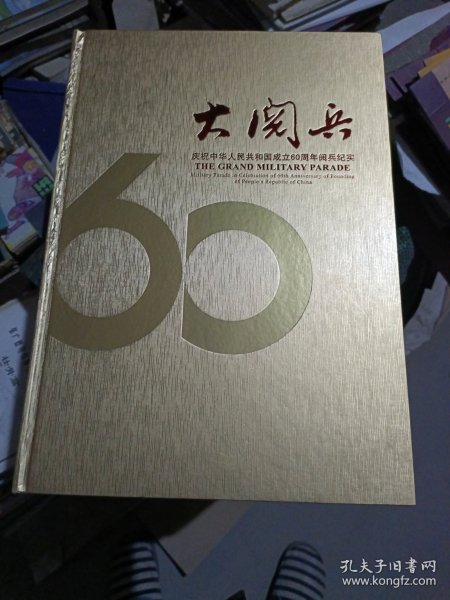 大阅兵
庆祝中华人民共和国成立60周年阅兵纪实
THE GRAND MILITARY PARADE
Military Parade in Celebration of 60th Anniversary of Founding
of People's Republic of China
60
孔夫子旧书网
www.kongfz.com